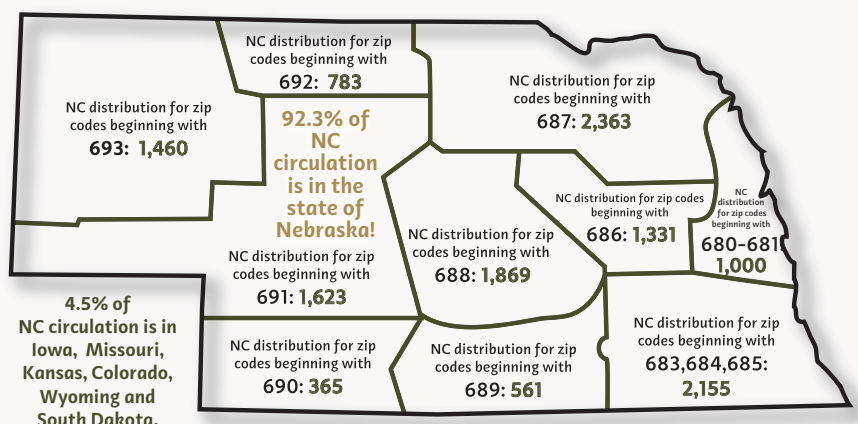 NC distribution for zip
codes beginning with
692: 783
NC distribution for zip
codes beginning with
693: 1,460
92.3% of
NC
circulation
is in the
state of
Nebraska!
NC distribution for zip
codes beginning with
687: 2,363
NC
distribution
for zip codes
beginning with
680-681:
1,000
NC distribution for zip codes
beginning with
686: 1,331
NC distribution for zip
codes beginning with
688: 1,869
NC distribution for zip
codes beginning with
691: 1,623
4.5% of
NC circulation is in
Iowa, Missouri,
Kansas, Colorado,
Wyoming and
South Dakota.
NC distribution for zip
codes beginning with
690: 365
NC distribution for zip
codes beginning with
689: 561
NC distribution for zip
codes beginning with
683,684,685:
2,155